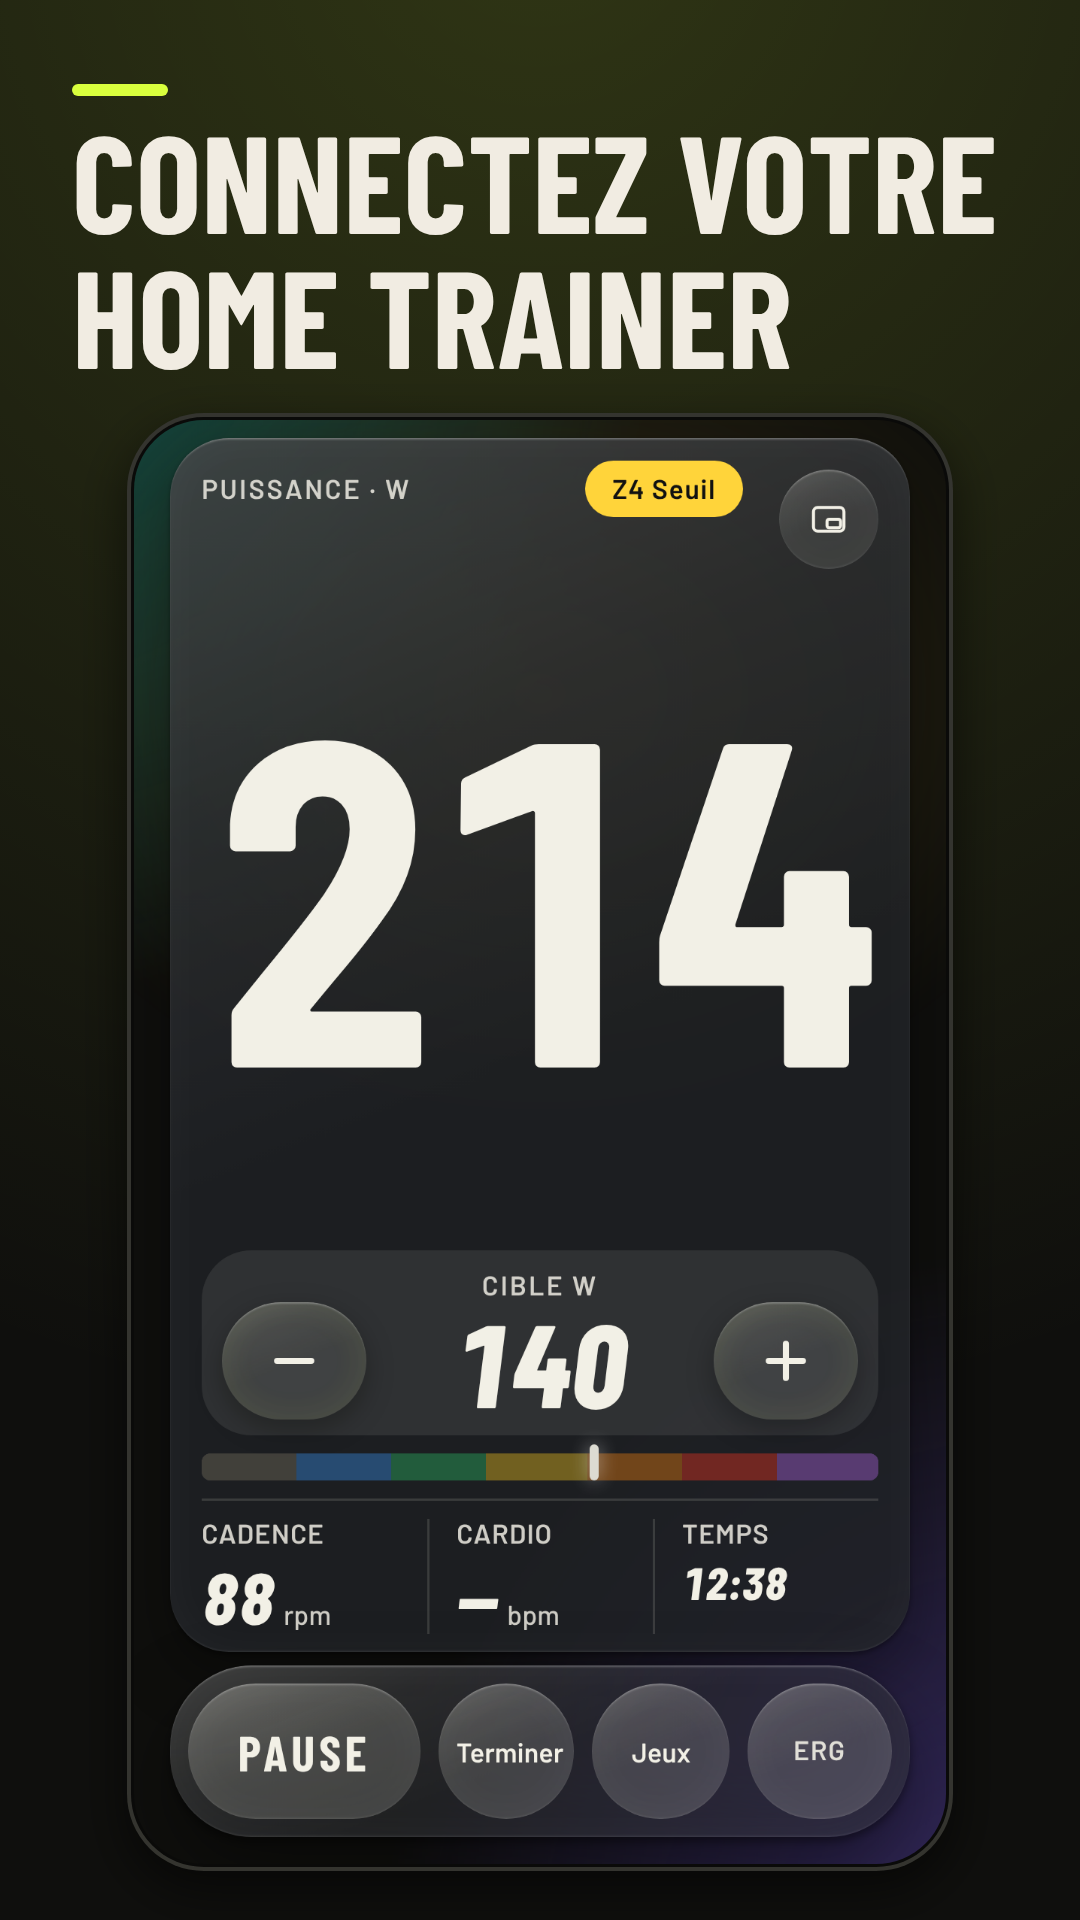 CONNECTEZ VOTRE
HOME TRAINER
PUISSANCE · W
Z4 Seuil
214
CIBLE W
− 140 +
CADENCE CARDIO TEMPS
88 rpm – bpm 12:38
PAUSE Terminer Jeux ERG